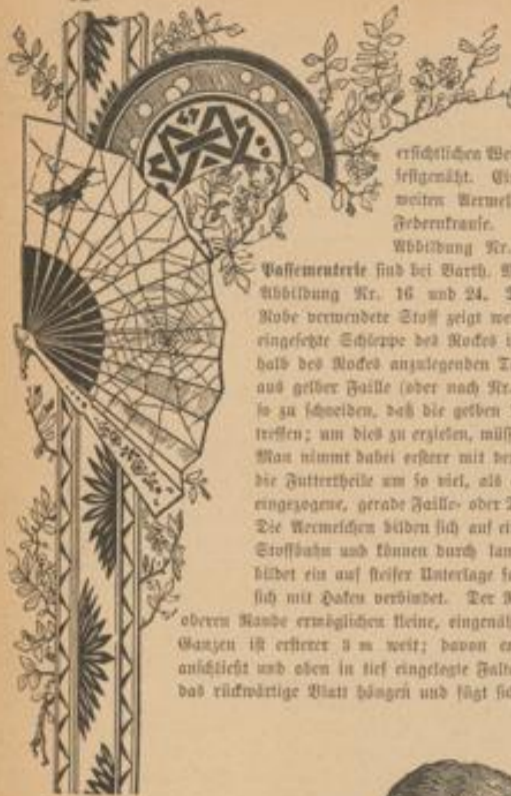 ersichtlichen We
festgenäht. Ei
weiten Aermel
Federnkrause.
Abbildung Nr.
Passementerie sind bei Barth. M
Abbildung Nr. 16 und 24.
Robe verwendete Stoff zeigt we
eingesetzte Schleppe des Rockes i
halb des Rockes anzulegenden T
aus gelber Faille (oder nach Nr.
so zu schneiden, daß die gelben
treffen; um dies zu erzielen, müss
Man nimmt dabei erstere mit de
die Futtertheile um so viel, als
eingezogene, gerade Faille- oder
Die Aermelchen bilden sich auf ei
Stoffbahn und können durch lan
bildet ein auf steifer Unterlage
sich mit Haken verbindet. Der R
oberen Rande ermöglichen kleine, eingenäh
Ganzen ist ersterer 3 m weit; davon
anschließt und oben in tief eingelegte Falt
das rückwärtige Blatt hängen und fügt sic